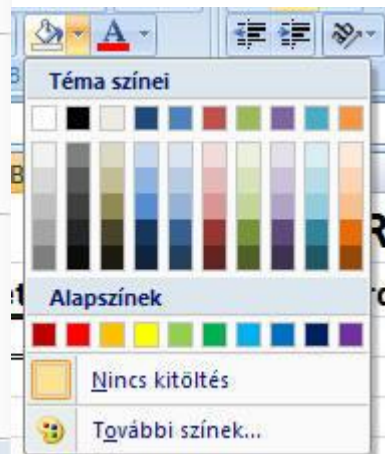 A
Téma színei
Alapszínek
Nincs kitöltés
További színek...